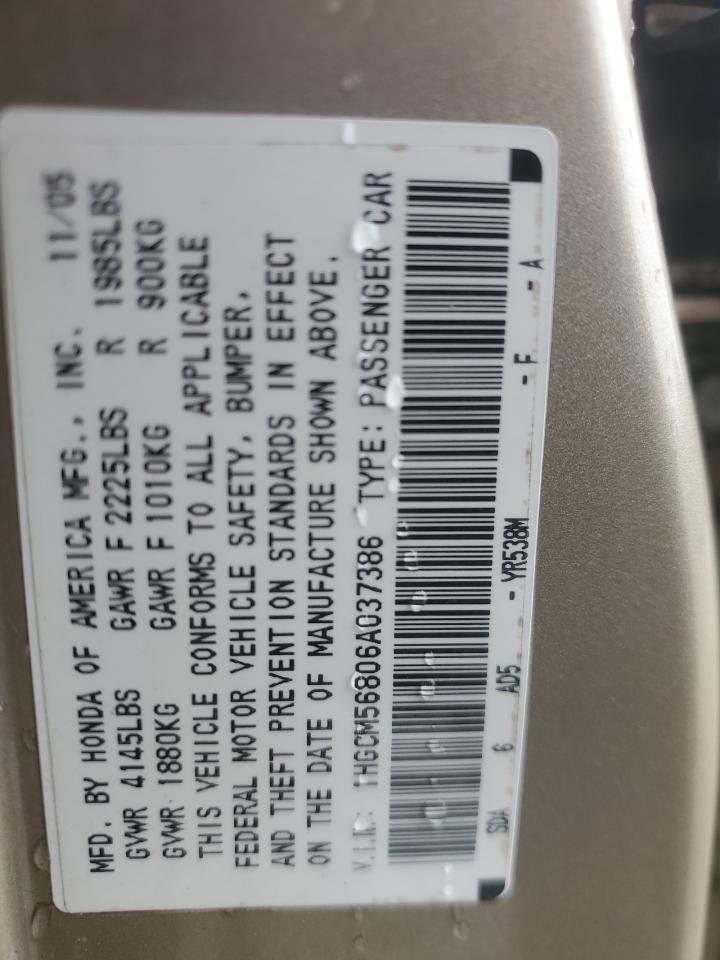 MFD. BY HONDA OF AMERICA MFG., INC. 11/05
GVWR 4145LBS GAWR F 2225LBS R 1985LBS
GVWR 1880KG GAWR F 1010KG R 900KG
THIS VEHICLE CONFORMS TO ALL APPLICABLE
FEDERAL MOTOR VEHICLE SAFETY, BUMPER,
AND THEFT PREVENTION STANDARDS IN EFFECT
ON THE DATE OF MANUFACTURE SHOWN ABOVE.
V.I.N: 1HGCM56806A037386 TYPE: PASSENGER CAR
SDA 6 AD5 - YR538M - F - A